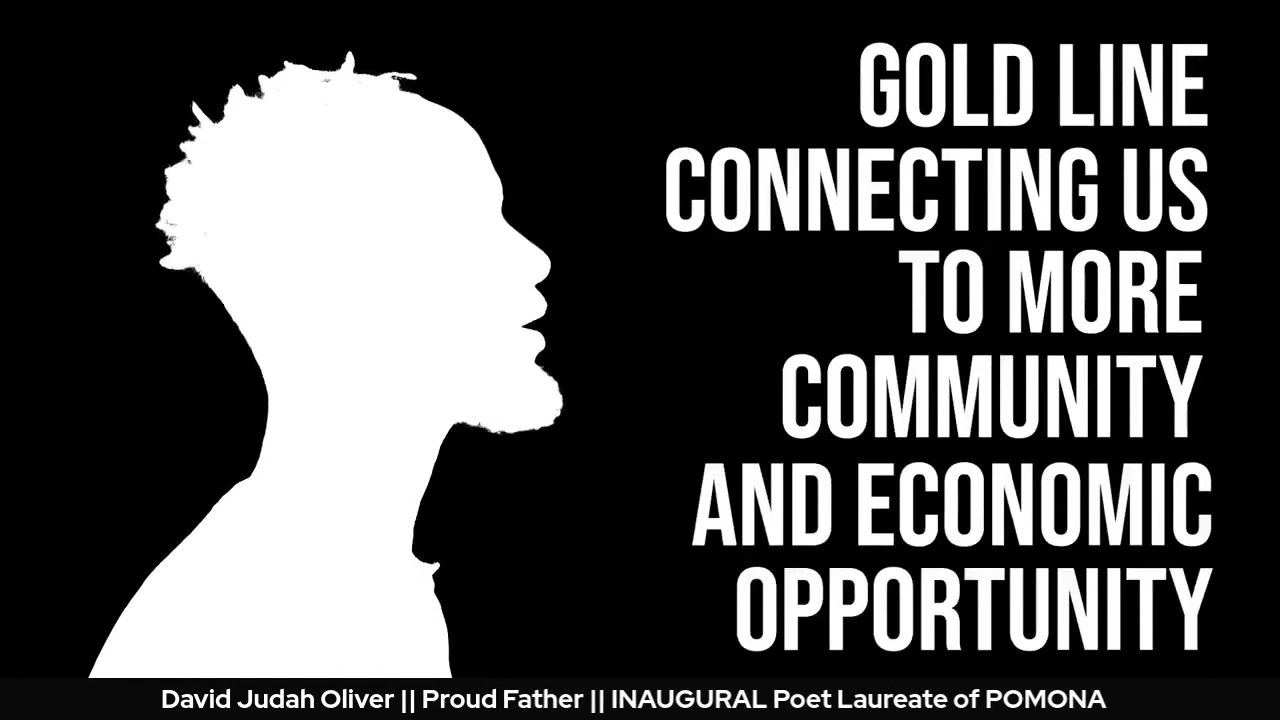 GOLD LINE
CONNECTING US
TO MORE
COMMUNITY
AND ECONOMIC
OPPORTUNITY
David Judah Oliver || Proud Father || INAUGURAL Poet Laureate of POMONA